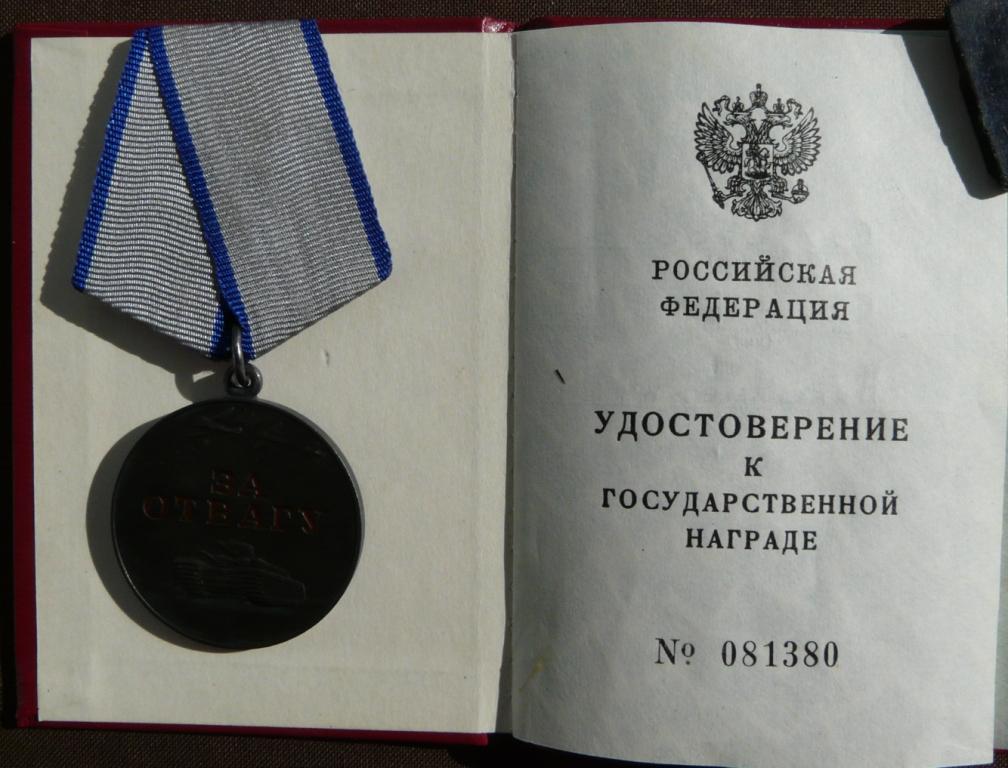 ЗА
ОТВАГУ
РОССИЙСКАЯ
ФЕДЕРАЦИЯ
УДОСТОВЕРЕНИЕ
К
ГОСУДАРСТВЕННОЙ
НАГРАДЕ
№ 081380